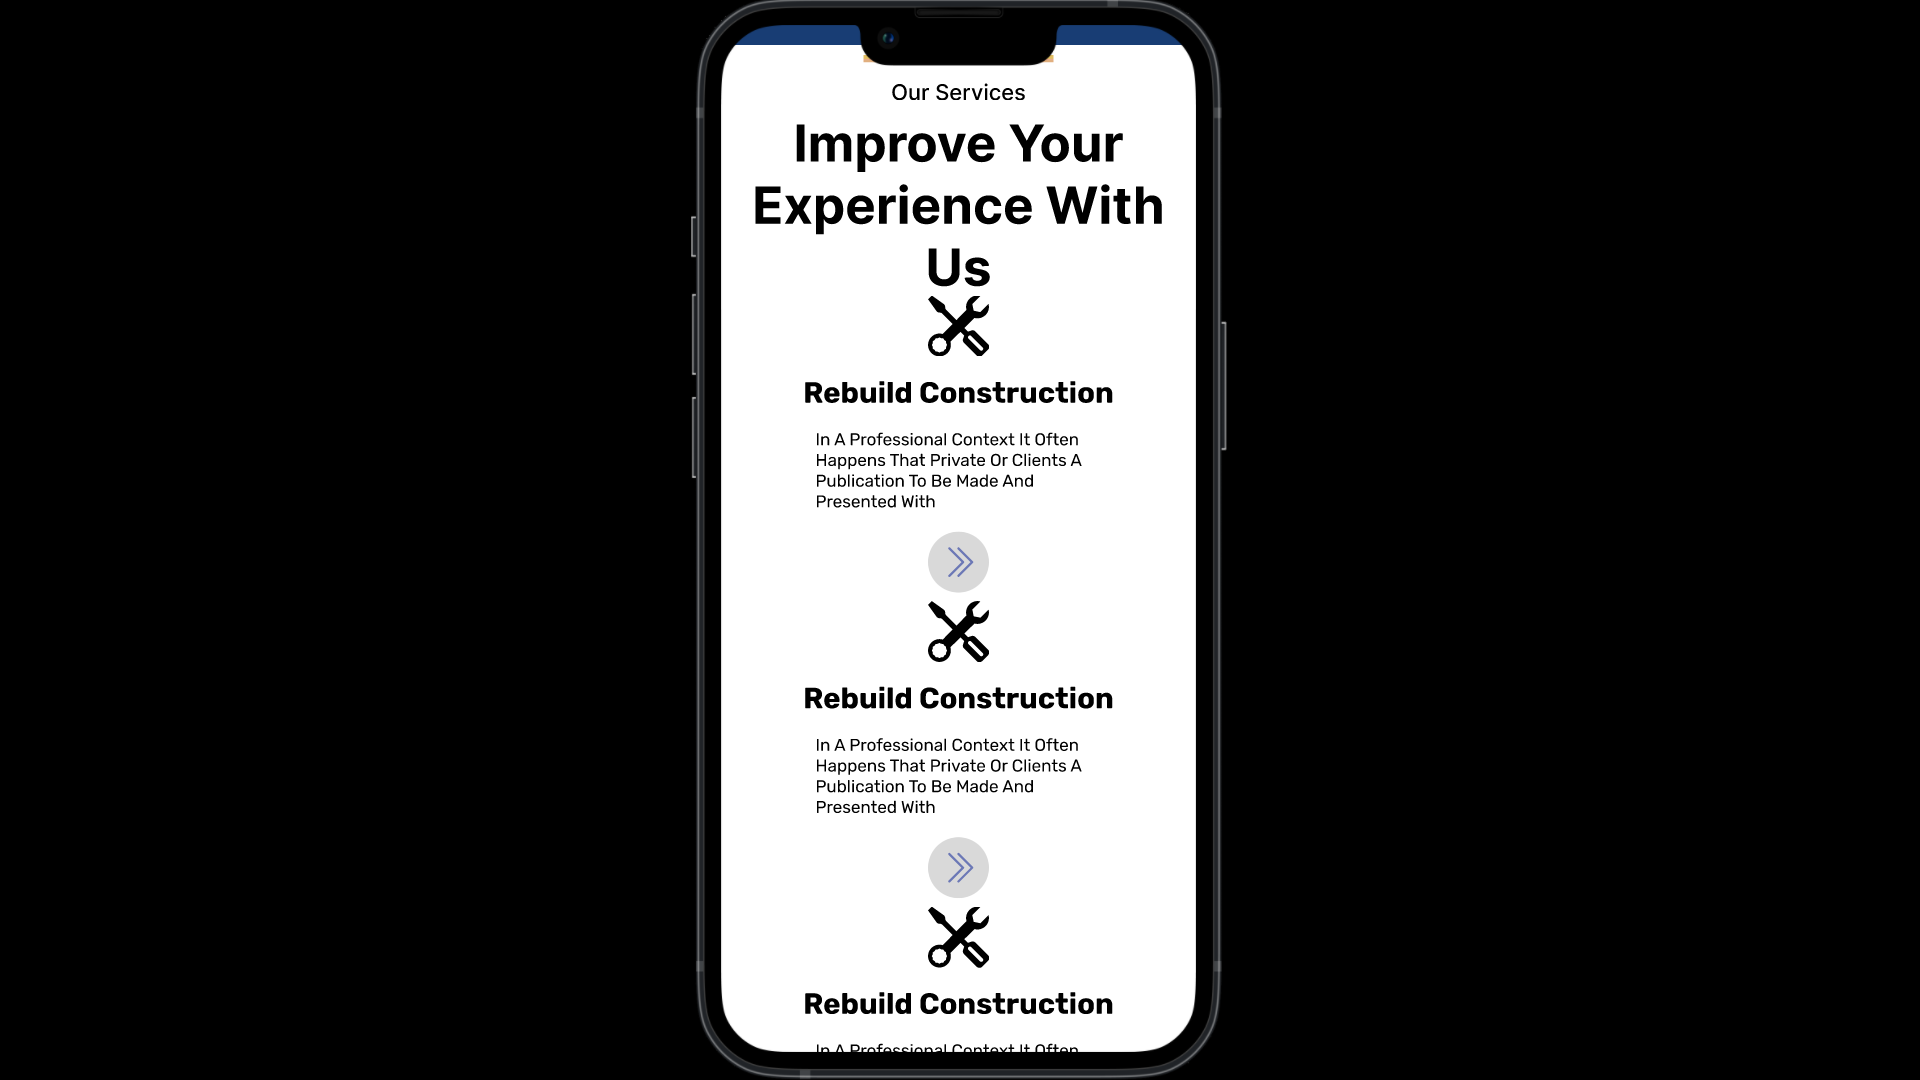 Our Services
Improve Your
Experience With
Us
Rebuild Construction
In A Professional Context It Often
Happens That Private Or Clients A
Publication To Be Made And
Presented With
Rebuild Construction
In A Professional Context It Often
Happens That Private Or Clients A
Publication To Be Made And
Presented With
Rebuild Construction
In A Professional Context It Often